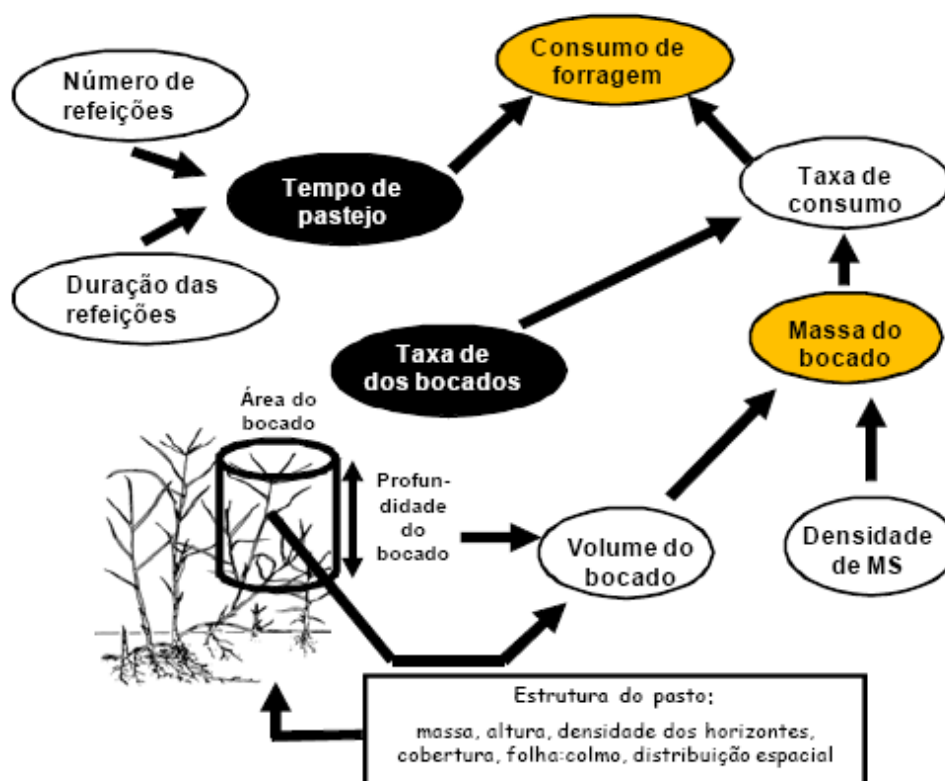 Consumo de
forragem
Número de
refeições
Tempo de
pastejo
Taxa de
consumo
Duração das
refeições
Taxa de
dos bocados
Massa do
bocado
Área do
bocado
Profun-
didade
do
bocado
Volume do
bocado
Densidade
de MS
Estrutura do pasto:
massa, altura, densidade dos horizontes,
cobertura, folha:colmo, distribuição espacial